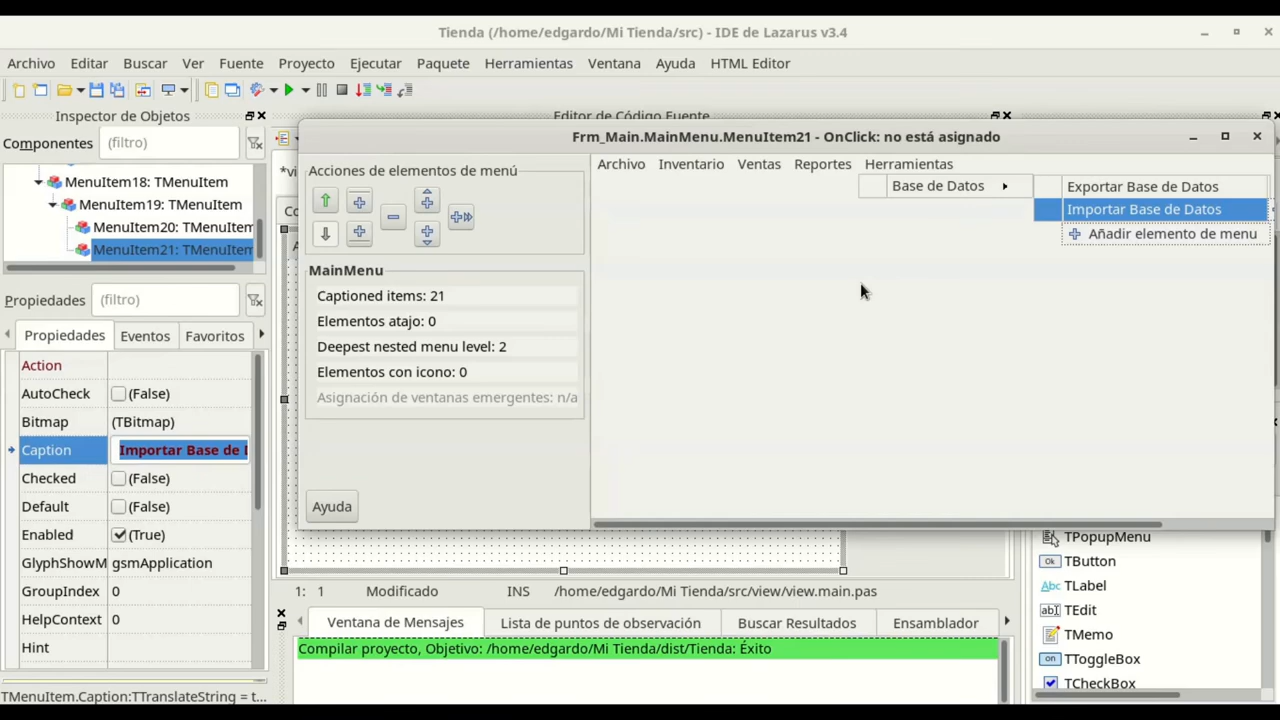 Tienda (/home/edgardo/Mi Tienda/src) - IDE de Lazarus v3.4
Archivo Editar Buscar Ver Fuente Proyecto Ejecutar Paquete Herramientas Ventana Ayuda HTML Editor
Inspector de Objetos
Editor de Código Fuente
Componentes (filtro)
MenuItem18: TMenuItem
MenuItem19: TMenuItem
MenuItem20: TMenuItem
MenuItem21: TMenuItem
Propiedades (filtro)
Propiedades Eventos Favoritos
Action
AutoCheck (False)
Bitmap (TBitmap)
Caption Importar Base de
Checked (False)
Default (False)
Enabled (True)
GlyphShowM gsmApplication
GroupIndex 0
HelpContext 0
Hint
TMenuItem.Caption:TTranslateString = t...
Frm_Main.MainMenu.MenuItem21 - OnClick: no está asignado
Acciones de elementos de menú
MainMenu
Captioned items: 21
Elementos atajo: 0
Deepest nested menu level: 2
Elementos con icono: 0
Asignación de ventanas emergentes: n/a
Ayuda
Archivo Inventario Ventas Reportes Herramientas
Base de Datos
Exportar Base de Datos
Importar Base de Datos
Añadir elemento de menu
1: 1 Modificado INS /home/edgardo/Mi Tienda/src/view/view.main.pas
Ventana de Mensajes Lista de puntos de observación Buscar Resultados Ensamblador
Compilar proyecto, Objetivo: /home/edgardo/Mi Tienda/dist/Tienda: Éxito
TPopupMenu
Ok TButton
Abc TLabel
abI TEdit
TMemo
on TToggleBox
TCheckBox